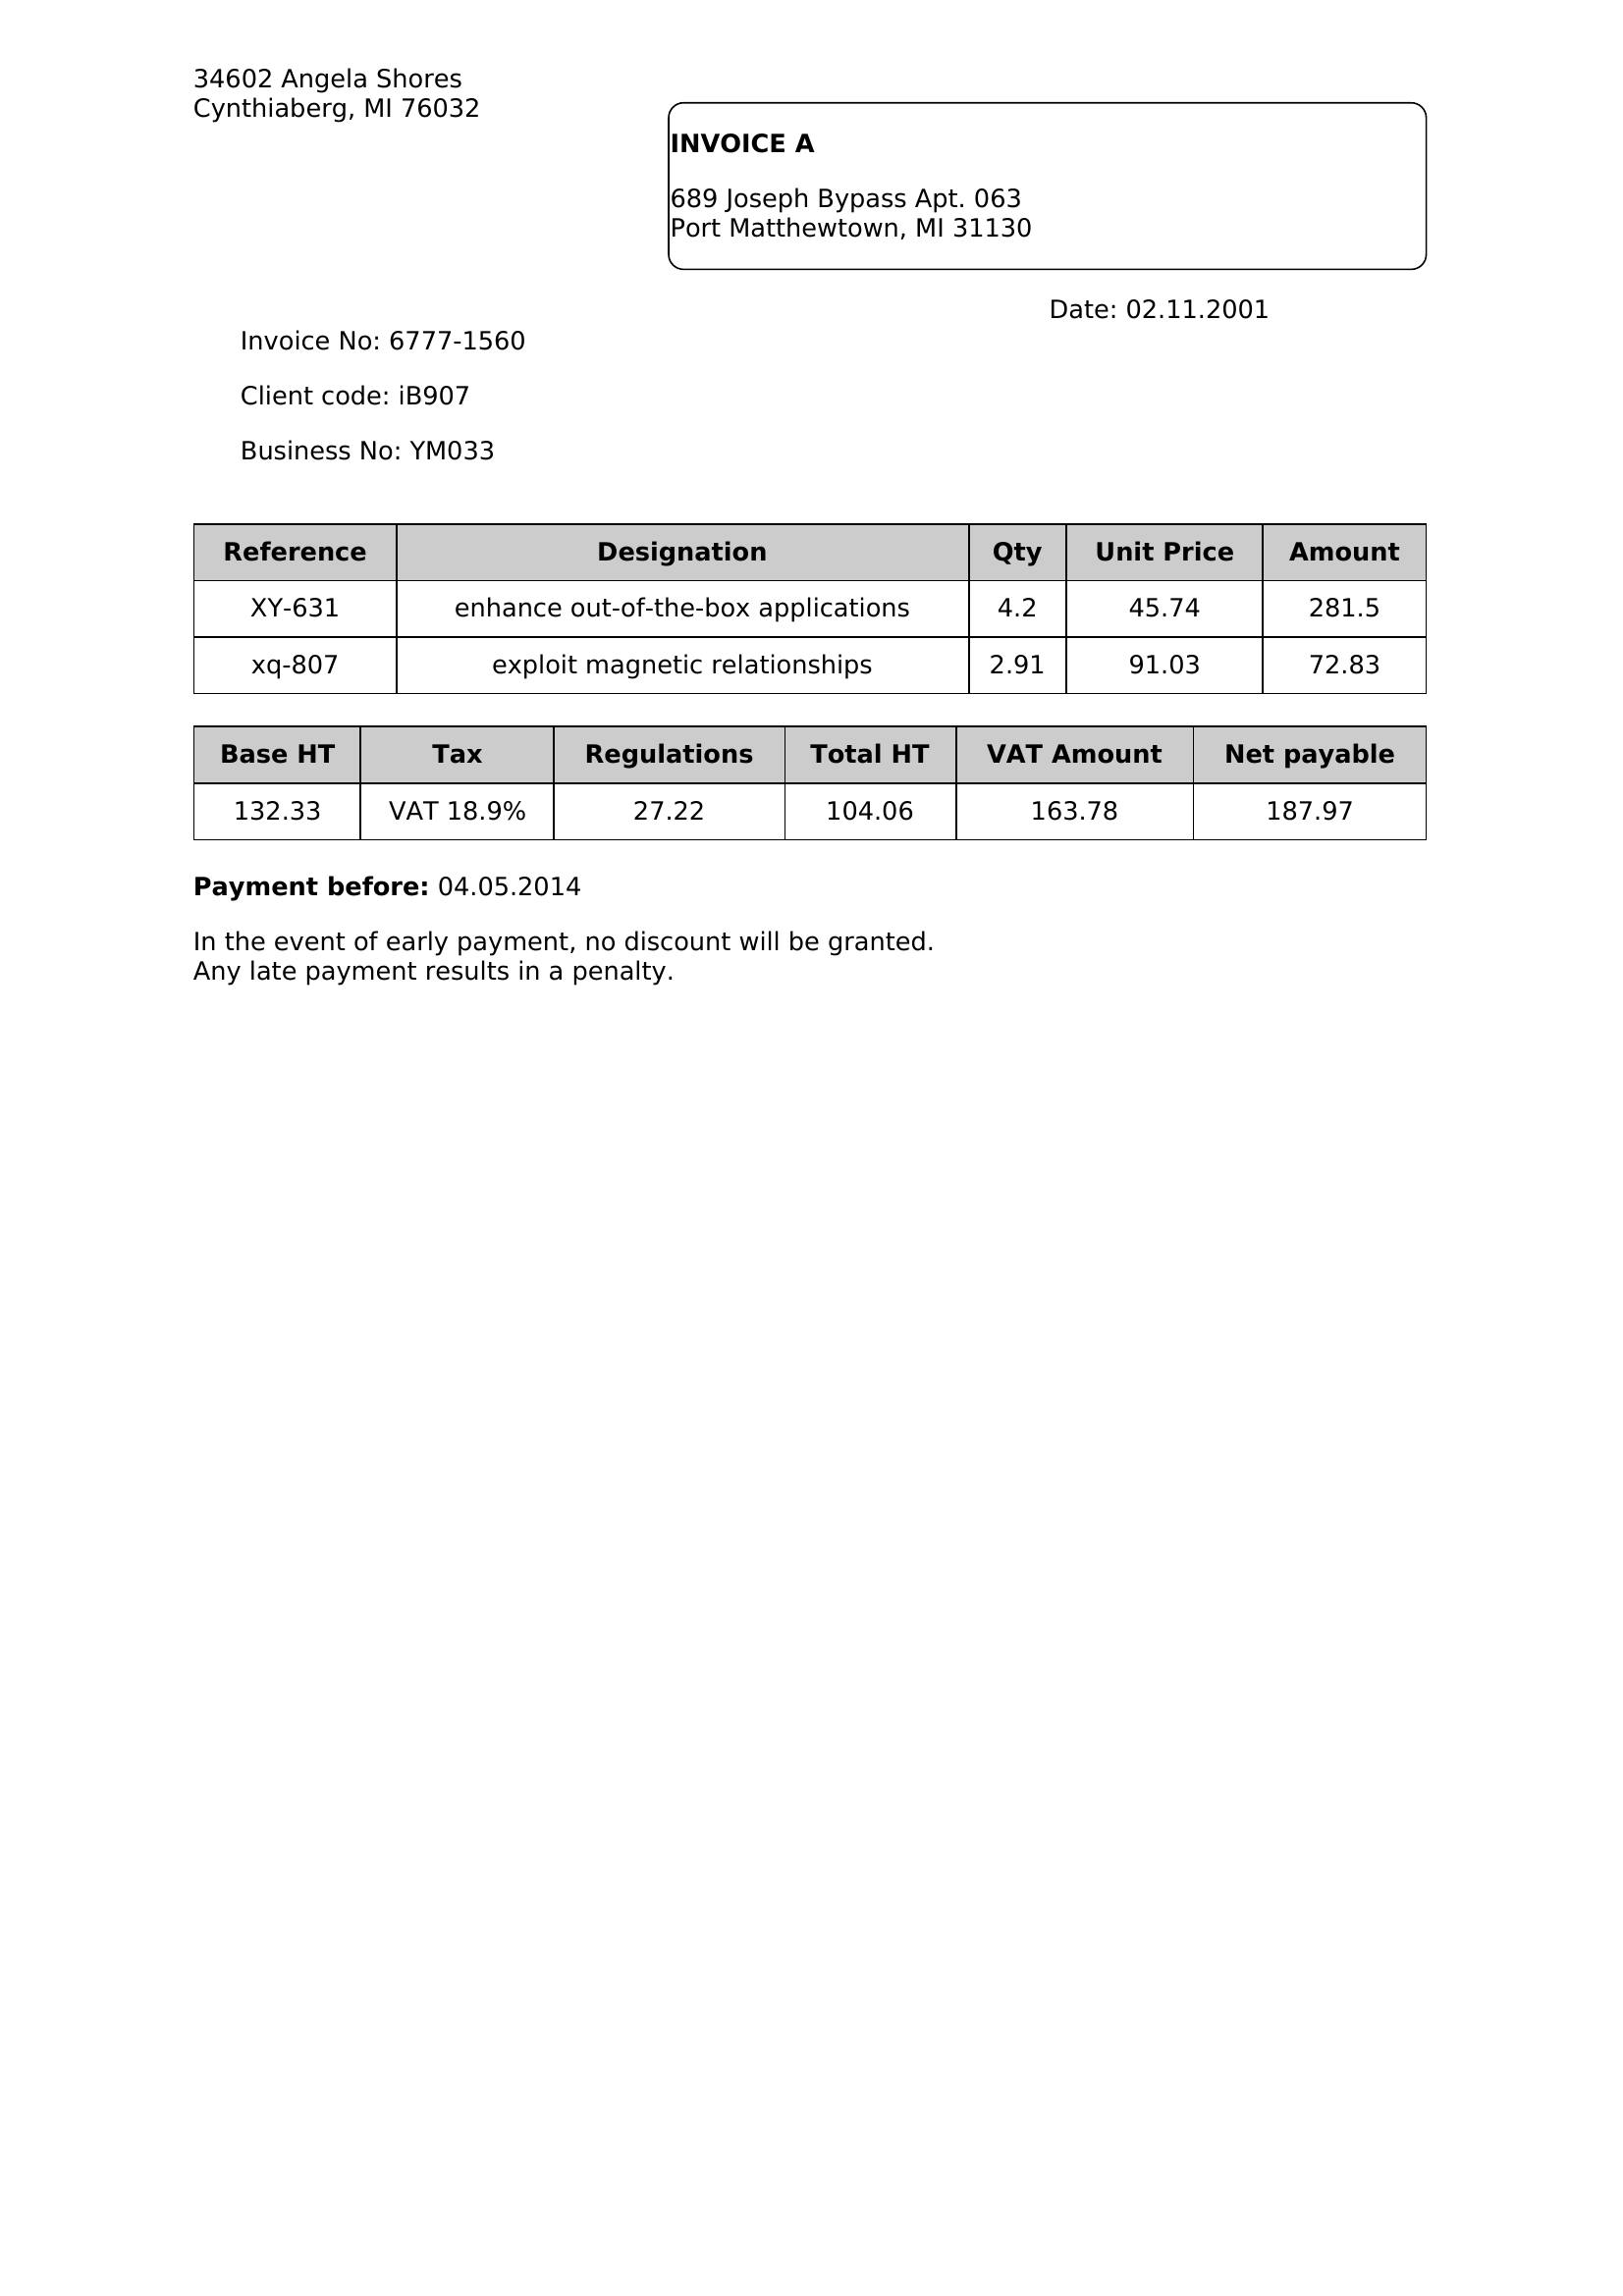 34602 Angela Shores
Cynthiaberg, MI 76032
INVOICE A
689 Joseph Bypass Apt. 063
Port Matthewtown, MI 31130
Date: 02.11.2001
Invoice No: 6777-1560
Client code: iB907
Business No: YM033
Reference Designation Qty Unit Price Amount
XY-631 enhance out-of-the-box applications 4.2 45.74 281.5
xq-807 exploit magnetic relationships 2.91 91.03 72.83
Base HT Tax Regulations Total HT VAT Amount Net payable
132.33 VAT 18.9% 27.22 104.06 163.78 187.97
Payment before: 04.05.2014
In the event of early payment, no discount will be granted.
Any late payment results in a penalty.